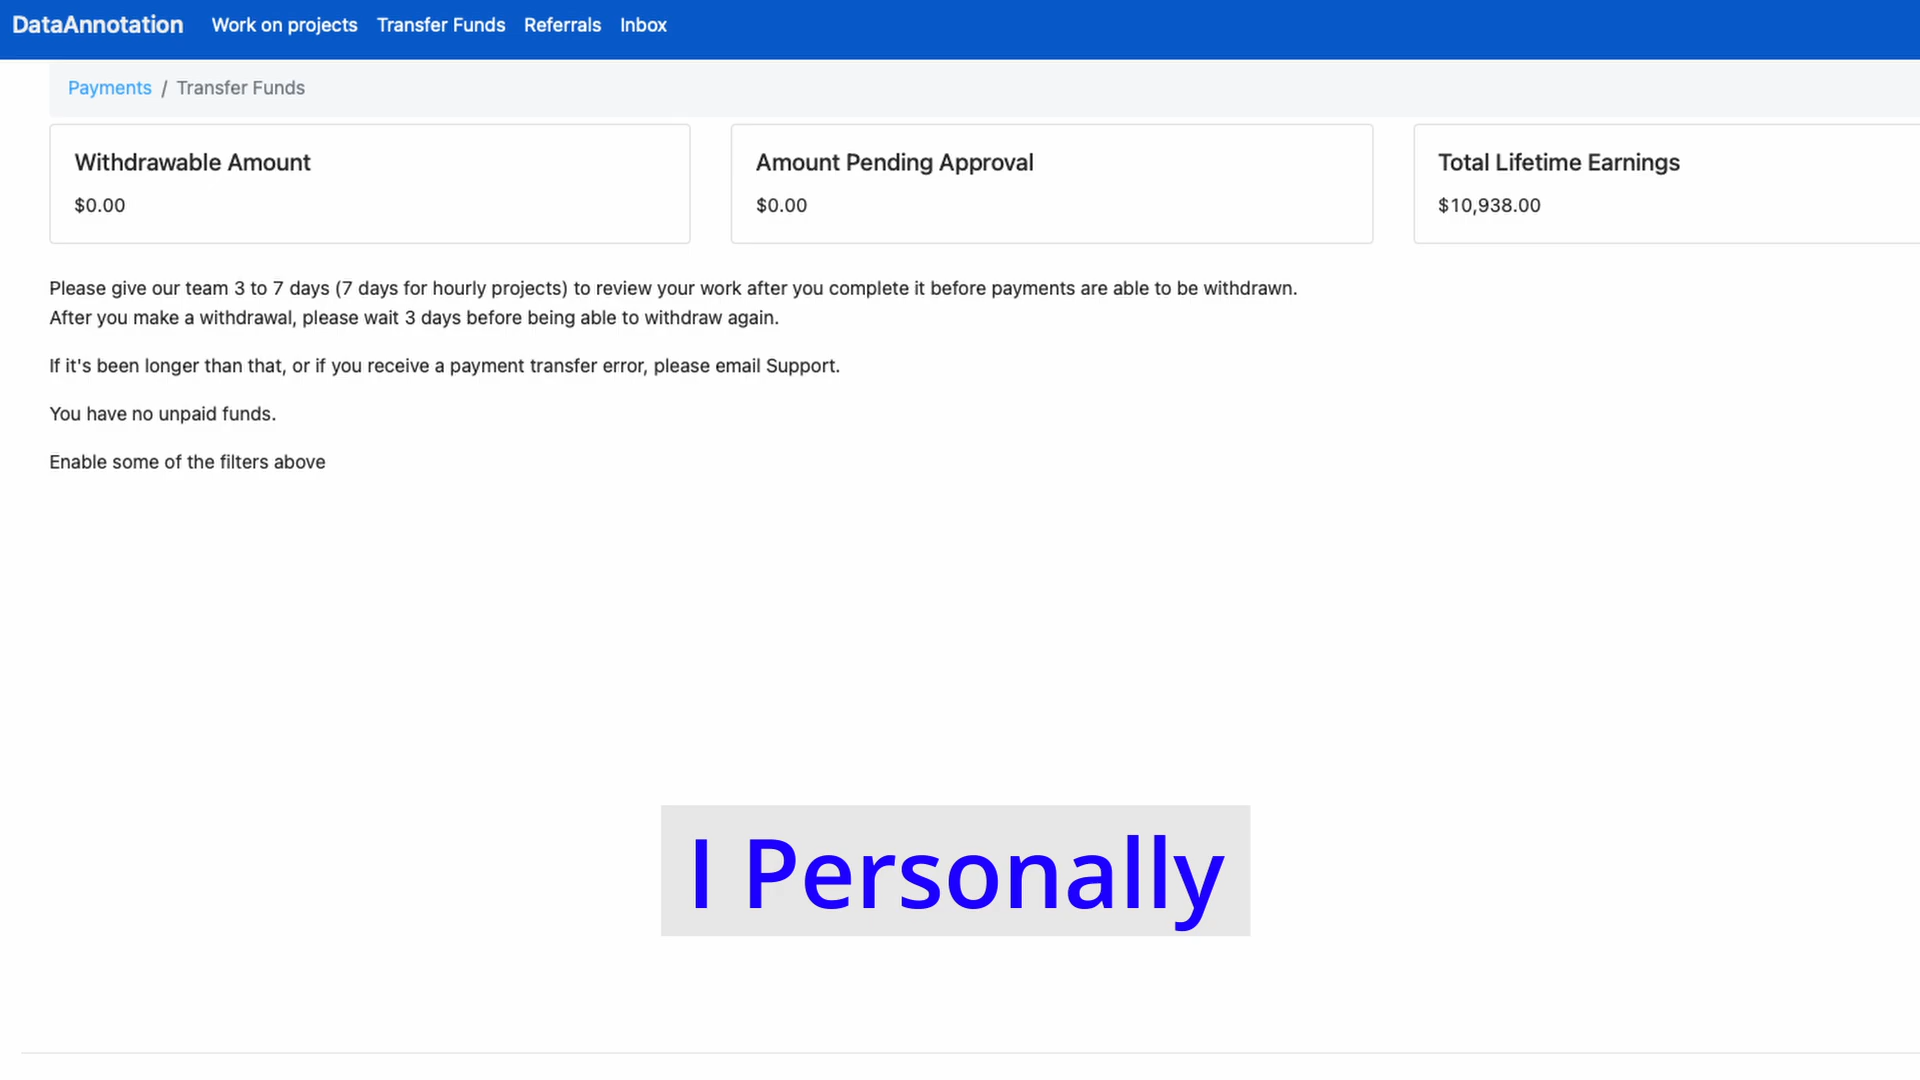 DataAnnotation Work on projects Transfer Funds Referrals Inbox
Payments / Transfer Funds
Withdrawable Amount
$0.00
Amount Pending Approval
$0.00
Total Lifetime Earnings
$10,938.00
Please give our team 3 to 7 days (7 days for hourly projects) to review your work after you complete it before payments are able to be withdrawn.
After you make a withdrawal, please wait 3 days before being able to withdraw again.
If it's been longer than that, or if you receive a payment transfer error, please email Support.
You have no unpaid funds.
Enable some of the filters above
I Personally